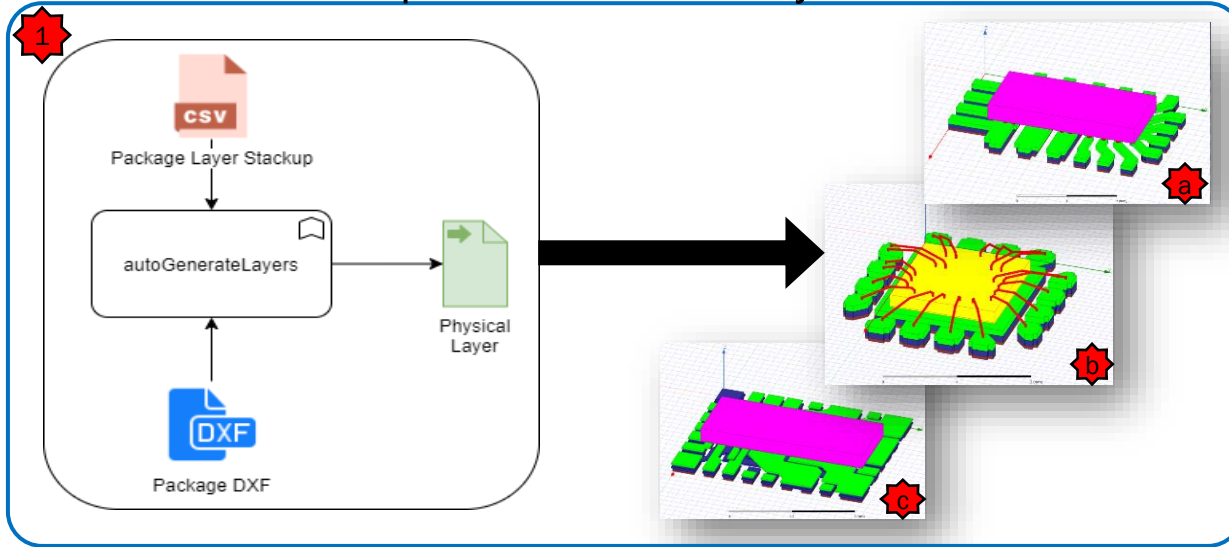 1
CSV
Package Layer Stackup
autoGenerateLayers
Physical
Layer
DXF
Package DXF
a
b
c